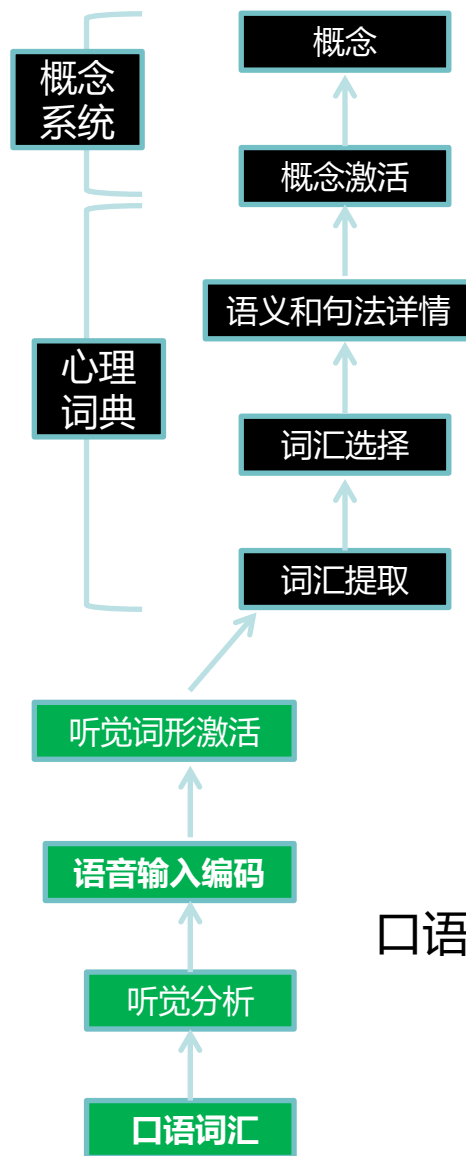 概念
概念
系统
概念激活
语义和句法详情
心理
词典
词汇选择
词汇提取
听觉词形激活
语音输入编码
口语
听觉分析
口语词汇